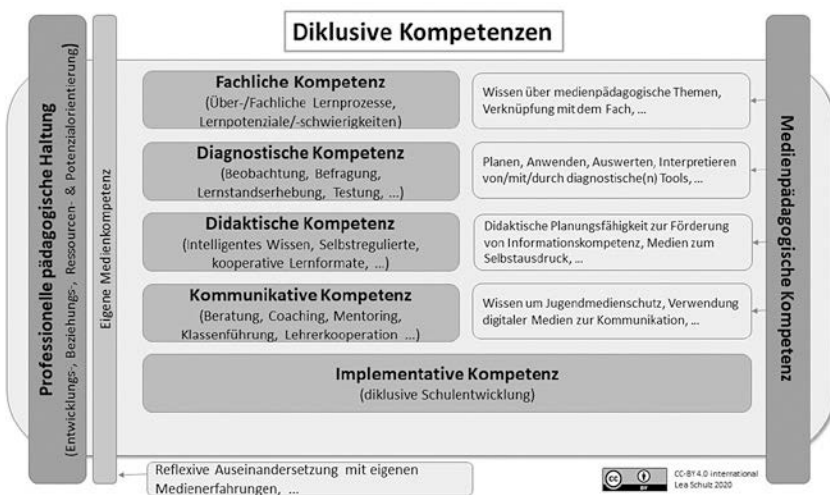 Diklusive Kompetenzen
Professionelle pädagogische Haltung
(Entwicklungs-, Beziehungs-, Ressourcen- & Potenzialorientierung)
Eigene Medienkompetenz
Fachliche Kompetenz
(Über-/Fachliche Lernprozesse,
Lernpotenziale/-schwierigkeiten)
Wissen über medienpädagogische Themen,
Verknüpfung mit dem Fach, ...
Diagnostische Kompetenz
(Beobachtung, Befragung,
Lernstandserhebung, Testung, ...)
Planen, Anwenden, Auswerten, Interpretieren
von/mit/durch diagnostische(n) Tools, ...
Didaktische Kompetenz
(Intelligentes Wissen, Selbstregulierte,
kooperative Lernformate, ...)
Didaktische Planungsfähigkeit zur Förderung
von Informationskompetenz, Medien zum
Selbstausdruck, ...
Kommunikative Kompetenz
(Beratung, Coaching, Mentoring,
Klassenführung, Lehrerkooperation ...)
Wissen um Jugendmedienschutz, Verwendung
digitaler Medien zur Kommunikation, ...
Implementative Kompetenz
(diklusive Schulentwicklung)
Medienpädagogische Kompetenz
Reflexive Auseinandersetzung mit eigenen
Medienerfahrungen, ...
cc
BY
CC-BY 4.0 international
Lea Schulz 2020